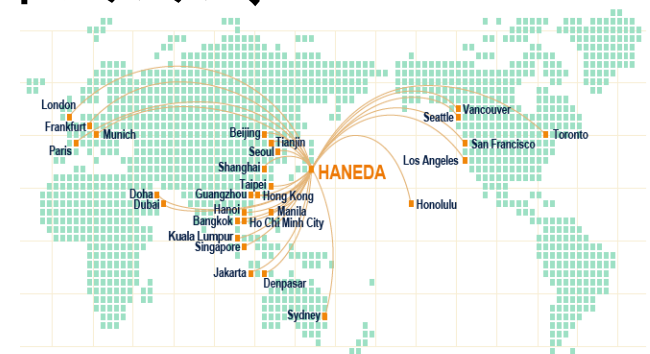 London
Frankfurt
Munich
Paris
Beijing
Tianjin
Seoul
Shanghai
Taipei
Guangzhou
Hong Kong
Doha
Dubai
Hanoi
Manila
Bangkok
Ho Chi Minh City
Kuala Lumpur
Singapore
Jakarta
Denpasar
Sydney
HANEDA
Vancouver
Seattle
Toronto
San Francisco
Los Angeles
Honolulu